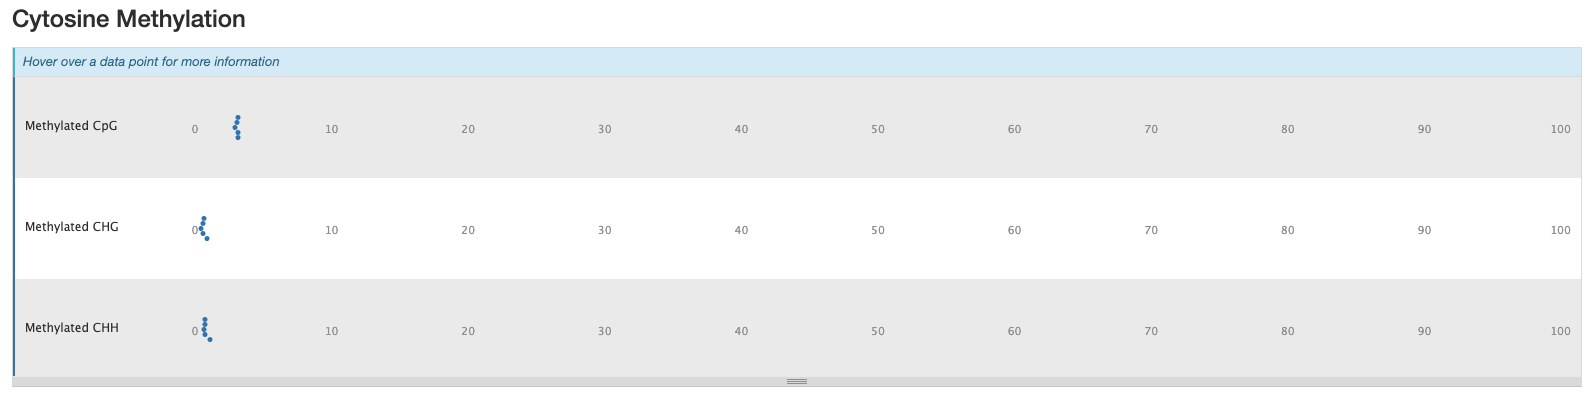 Cytosine Methylation
Hover over a data point for more information
Methylated CpG 0 10 20 30 40 50 60 70 80 90 100
Methylated CHG 0 10 20 30 40 50 60 70 80 90 100
Methylated CHH 0 10 20 30 40 50 60 70 80 90 100